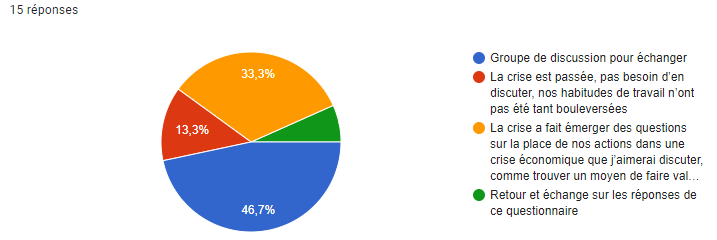 15 réponses
33,3%
13,3%
46,7%
Groupe de discussion pour échanger
La crise est passée, pas besoin d'en
discuter, nos habitudes de travail n'ont
pas été tant bouleversées
La crise a fait émerger des questions
sur la place de nos actions dans une
crise économique que j'aimerai discuter,
comme trouver un moyen de faire val…
Retour et échange sur les réponses de
ce questionnaire